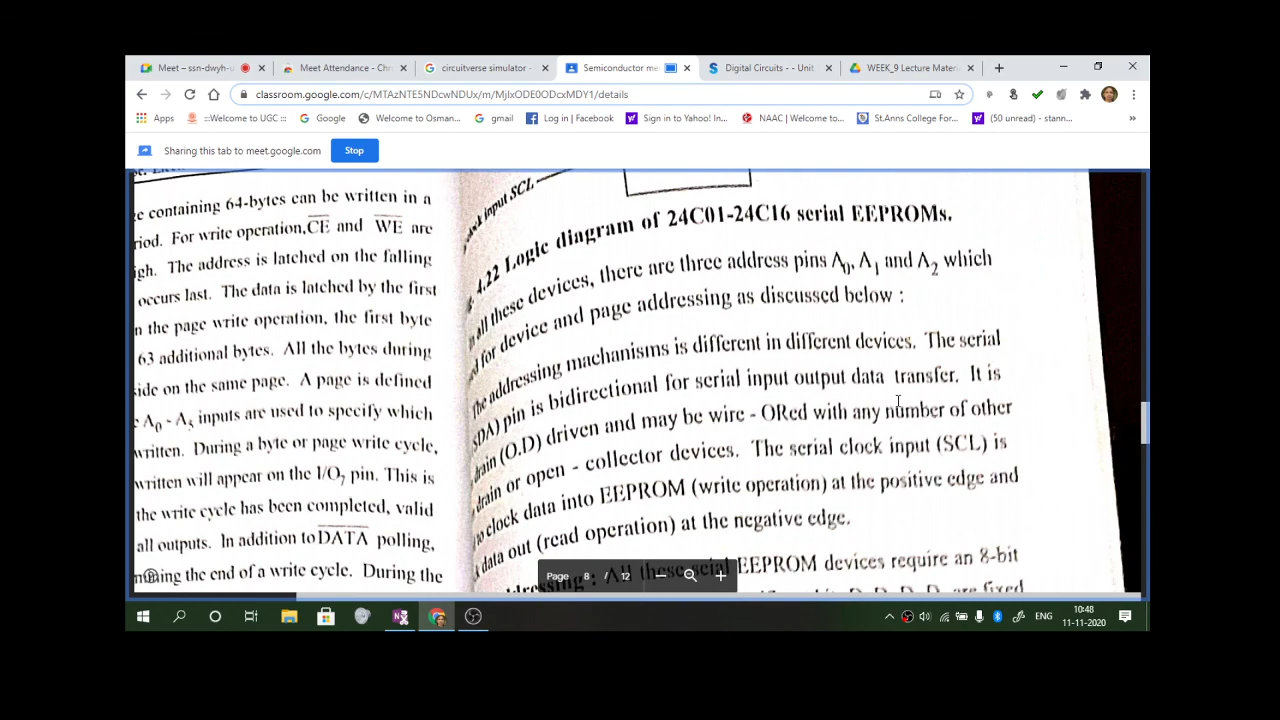 Meet – ssn-dwyh-u
Meet Attendance - Chr
circuitverse simulator -
Semiconductor me
Digital Circuits - - Unit
WEEK_9 Lecture Mater
classroom.google.com/c/MTAzNTE5NDcwNDUx/m/MjIxODE0ODcxMDY1/details
Apps
:::Welcome to UGC :::
Google
Welcome to Osman...
gmail
Log in | Facebook
Sign in to Yahoo! In...
NAAC | Welcome to...
St.Anns College For...
(50 unread) - stann...
Sharing this tab to meet.google.com
Stop
containing 64-bytes can be written in a
riod. For write operation, CE and WE are
gh. The address is latched on the falling
occurs last. The data is latched by the first
n the page write operation, the first byte
63 additional bytes. All the bytes during
ide on the same page. A page is defined
A0 - A5 inputs are used to specify which
written. During a byte or page write cycle,
written will appear on the I/O7 pin. This is
the write cycle has been completed, valid
all outputs. In addition to DATA polling,
the end of a write cycle. During the
input SCL
4.22 Logic diagram of 24C01-24C16 serial EEPROMs.
all these devices, there are three address pins A0, A1 and A2 which
for device and page addressing as discussed below :
The addressing machanisms is different in different devices. The serial
SDA) pin is bidirectional for serial input output data transfer. It is
drain (O.D) driven and may be wire - ORed with any number of other
drain or open - collector devices. The serial clock input (SCL) is
to clock data into EEPROM (write operation) at the positive edge and
data out (read operation) at the negative edge.
All these seial EEPROM devices require an 8-bit
are fixed
Page 8 / 12
ENG
10:48
11-11-2020